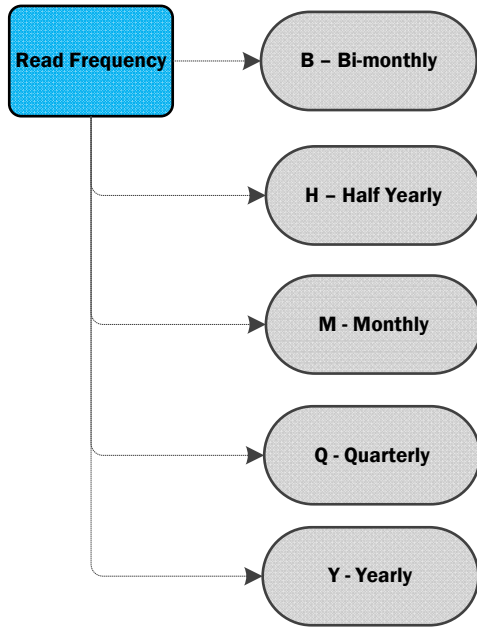 Read Frequency
B – Bi-monthly
H – Half Yearly
M - Monthly
Q - Quarterly
Y - Yearly